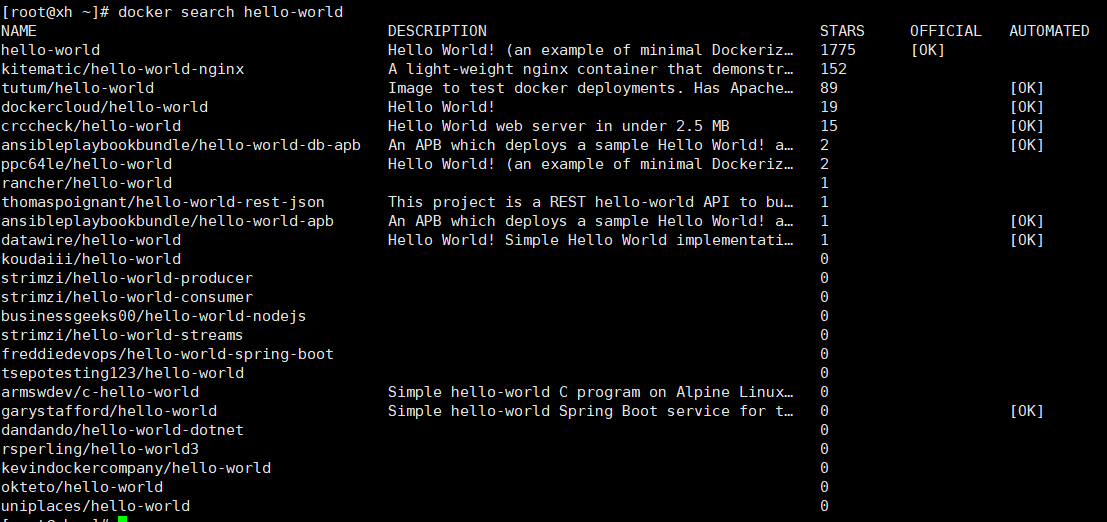 [root@xh ~]# docker search hello-world
NAME DESCRIPTION STARS OFFICIAL AUTOMATED
hello-world Hello World! (an example of minimal Dockeriz… 1775 [OK]
kitematic/hello-world-nginx A light-weight nginx container that demonstr… 152
tutum/hello-world Image to test docker deployments. Has Apache… 89 [OK]
dockercloud/hello-world Hello World! 19 [OK]
crccheck/hello-world Hello World web server in under 2.5 MB 15 [OK]
ansibleplaybookbundle/hello-world-db-apb An APB which deploys a sample Hello World! a… 2 [OK]
ppc64le/hello-world Hello World! (an example of minimal Dockeriz… 2
rancher/hello-world 1
thomaspoignant/hello-world-rest-json This project is a REST hello-world API to bu… 1
ansibleplaybookbundle/hello-world-apb An APB which deploys a sample Hello World! a… 1 [OK]
datawire/hello-world Hello World! Simple Hello World implementati… 1 [OK]
koudaiii/hello-world 0
strimzi/hello-world-producer 0
strimzi/hello-world-consumer 0
businessgeeks00/hello-world-nodejs 0
strimzi/hello-world-streams 0
freddiedevops/hello-world-spring-boot 0
tsepotesting123/hello-world 0
armswdev/c-hello-world Simple hello-world C program on Alpine Linux… 0
garystafford/hello-world Simple hello-world Spring Boot service for t… 0 [OK]
dandando/hello-world-dotnet 0
rsperling/hello-world3 0
kevindockercompany/hello-world 0
okteto/hello-world 0
uniplaces/hello-world 0